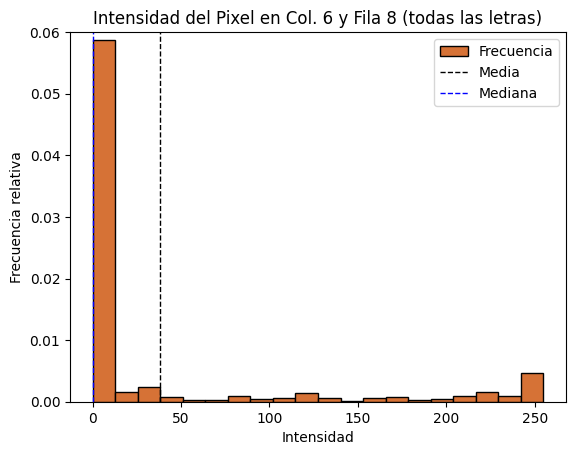 Intensidad del Pixel en Col. 6 y Fila 8 (todas las letras)
0.06
0.05
0.04
0.03
0.02
0.01
0.00
Frecuencia relativa
Frecuencia
Media
Mediana
0 50 100 150 200 250
Intensidad